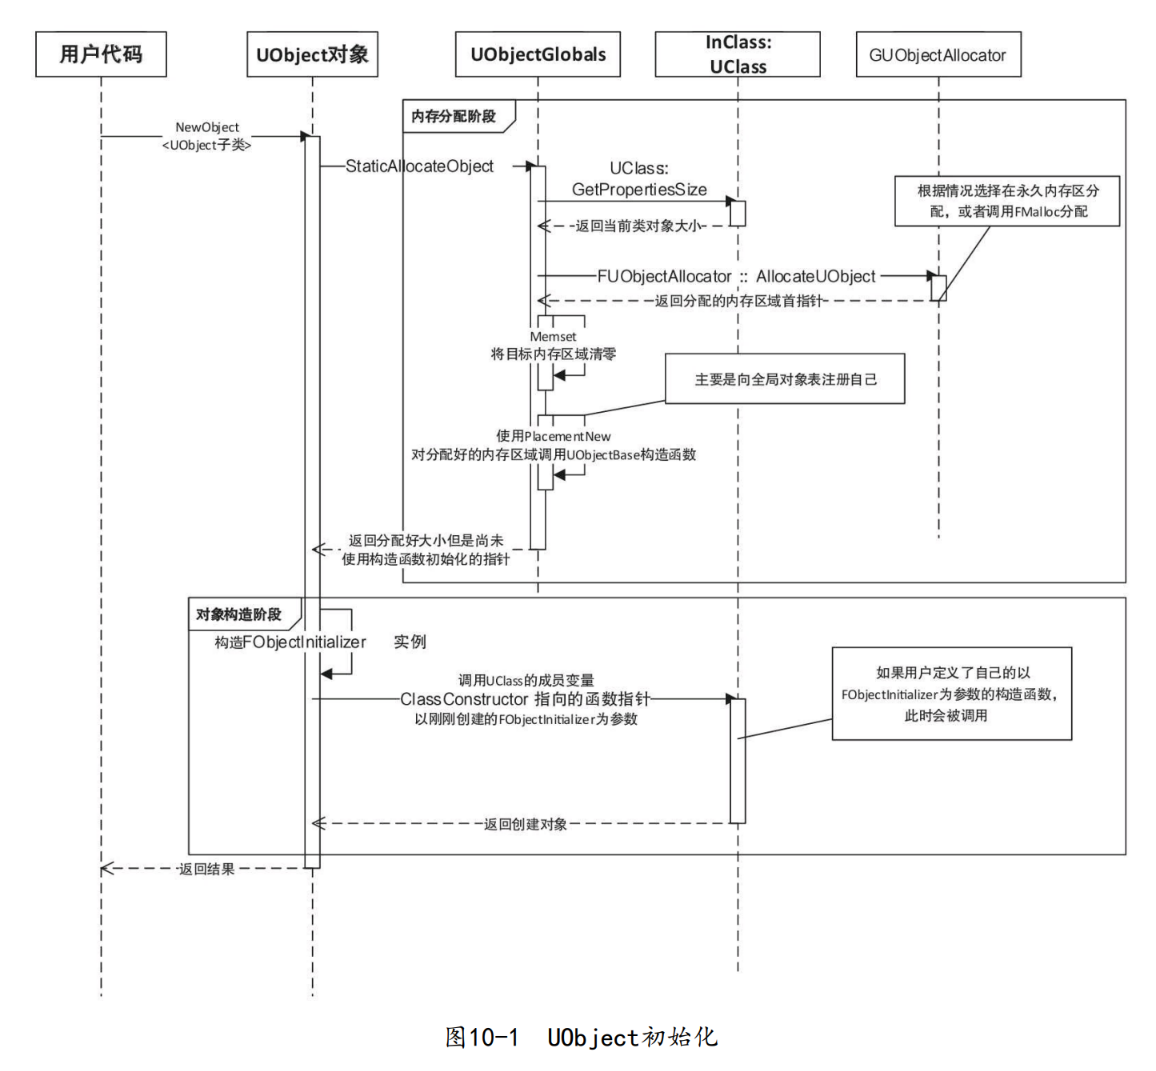 用户代码
UObject对象
UObjectGlobals
InClass:
UClass
GUObjectAllocator
内存分配阶段
NewObject
<UObject子类>
StaticAllocateObject
UClass:
GetPropertiesSize
根据情况选择在永久内存区分
配，或者调用FMalloc分配
返回当前类对象大小
FUObjectAllocator :: AllocateUObject
返回分配的内存区域首指针
Memset
将目标内存区域清零
主要是向全局对象表注册自己
使用PlacementNew
对分配好的内存区域调用UObjectBase构造函数
返回分配好大小但是尚未
使用构造函数初始化的指针
对象构造阶段
构造FObjectInitializer 实例
调用UClass的成员变量
ClassConstructor 指向的函数指针
以刚刚创建的FObjectInitializer为参数
如果用户定义了自己的以
FObjectInitializer为参数的构造函数，
此时会被调用
返回创建对象
返回结果
图10-1 UObject初始化